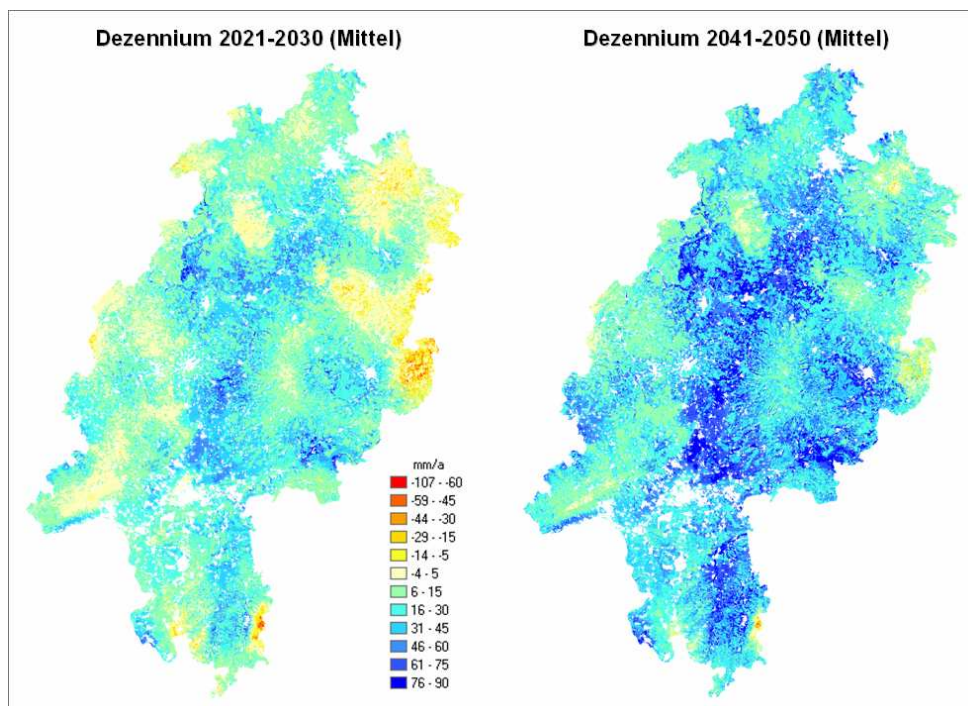 Dezennium 2021-2030 (Mittel)
Dezennium 2041-2050 (Mittel)
mm/a
-107 - -60
-59 - -45
-44 - -30
-29 - -15
-14 - -5
-4 - 5
6 - 15
16 - 30
31 - 45
46 - 60
61 - 75
76 - 90